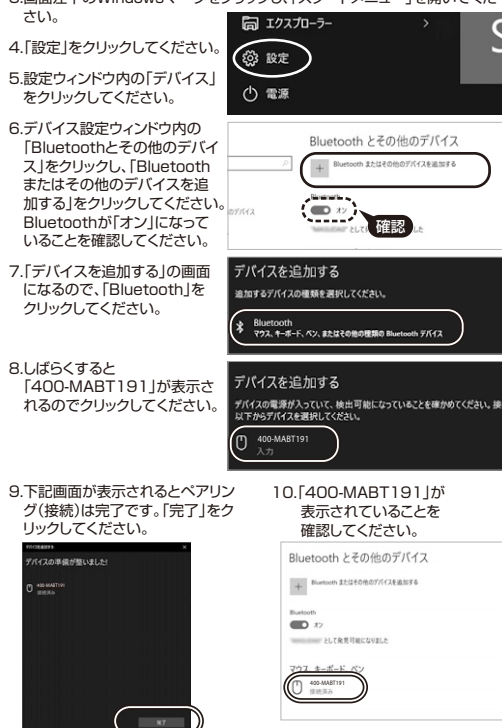 さい。
4.「設定」をクリックしてください。
5.設定ウィンドウ内の「デバイス」
をクリックしてください。
6.デバイス設定ウィンドウ内の
「Bluetoothとその他のデバイ
ス」をクリックし、「Bluetooth
またはその他のデバイスを追
加する」をクリックしてください。
Bluetoothが「オン」になって
いることを確認してください。
7.「デバイスを追加する」の画面
になるので、「Bluetooth」を
クリックしてください。
8.しばらくすると
「400-MABT191」が表示さ
れるのでクリックしてください。
エクスプローラー
設定
電源
Bluetooth とその他のデバイス
Bluetooth またはその他のデバイスを追加する
Bluetooth
オン
確認
のデバイス
デバイスを追加する
追加するデバイスの種類を選択してください。
Bluetooth
マウス、キーボード、ペン、またはその他の種類の Bluetooth デバイス
デバイスを追加する
デバイスの電源が入っていて、検出可能になっていることを確かめてください。接
以下からデバイスを選択してください。
400-MABT191
入力
9.下記画面が表示されるとペアリン
グ(接続)は完了です。「完了」をク
リックしてください。
デバイスを追加する
デバイスの準備が整いました!
400-MABT191
接続済み
完了
10.「400-MABT191」が
表示されていることを
確認してください。
Bluetooth とその他のデバイス
Bluetooth またはその他のデバイスを追加する
Bluetooth
オン
として発見可能になりました
マウス、キーボード、ペン
400-MABT191
接続済み